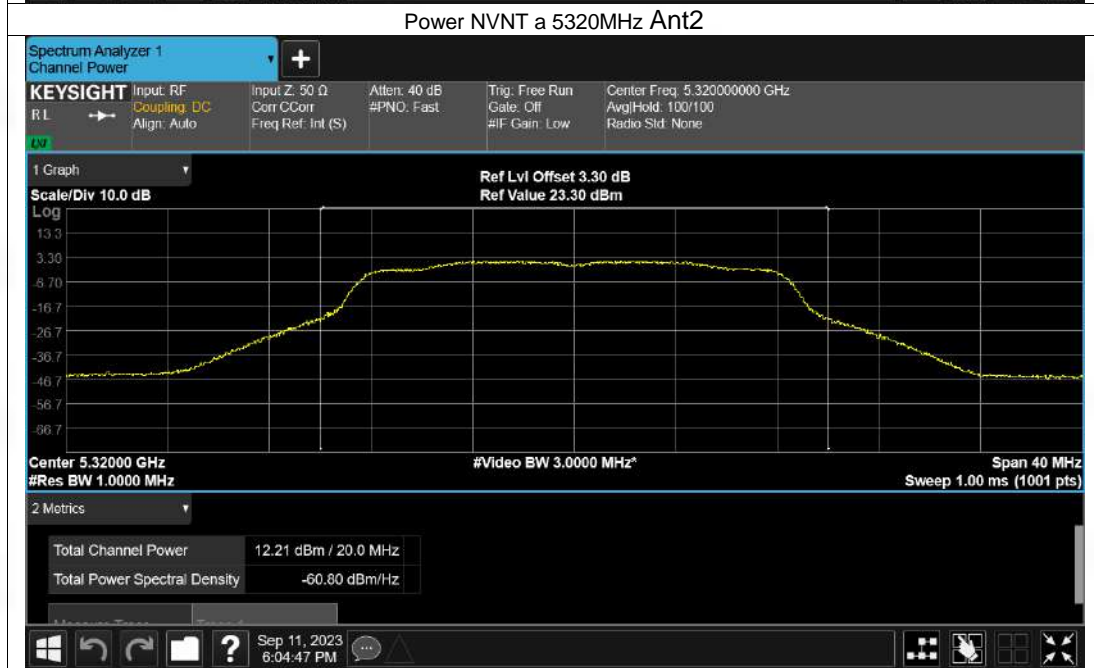 Power NVNT a 5320MHz Ant2
Spectrum Analyzer 1
Channel Power
+
KEYSIGHT
R L
LXI
Input: RF
Coupling: DC
Align: Auto
Input Z: 50 Ω
Corr CCorr
Freq Ref: Int (S)
Atten: 40 dB
#PNO: Fast
Trig: Free Run
Gate: Off
#IF Gain: Low
Center Freq: 5.320000000 GHz
Avg|Hold: 100/100
Radio Std: None
1 Graph
Scale/Div 10.0 dB
Ref Lvl Offset 3.30 dB
Ref Value 23.30 dBm
Log
13.3
3.30
-6.70
-16.7
-26.7
-36.7
-46.7
-56.7
-66.7
Center 5.32000 GHz
#Res BW 1.0000 MHz
#Video BW 3.0000 MHz*
Span 40 MHz
Sweep 1.00 ms (1001 pts)
2 Metrics
Total Channel Power 12.21 dBm / 20.0 MHz
Total Power Spectral Density -60.80 dBm/Hz
?
Sep 11, 2023
6:04:47 PM